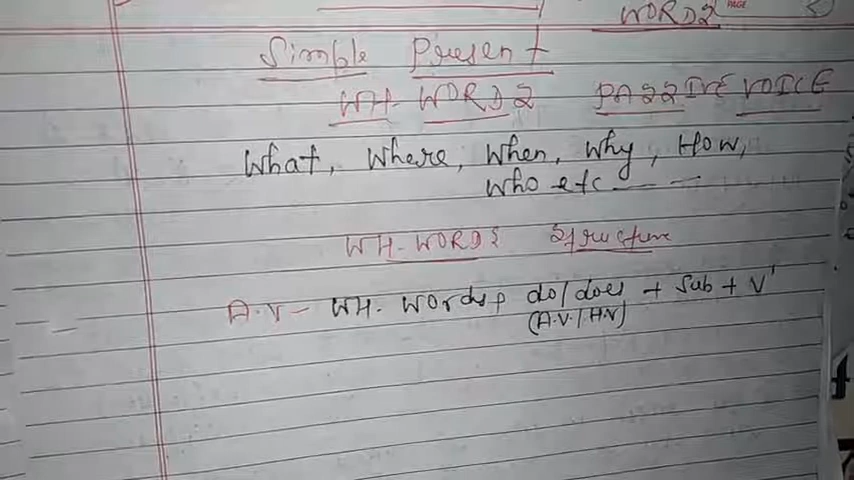 WORDS PAGE
Simple Present
WH-WORDS PASSIVE VOICE
What, Where, When, Why, How,
Who etc
WH-WORDS Structure
A.V- WH. Words+ do/does + Sub + V'
(A.V./H.V)